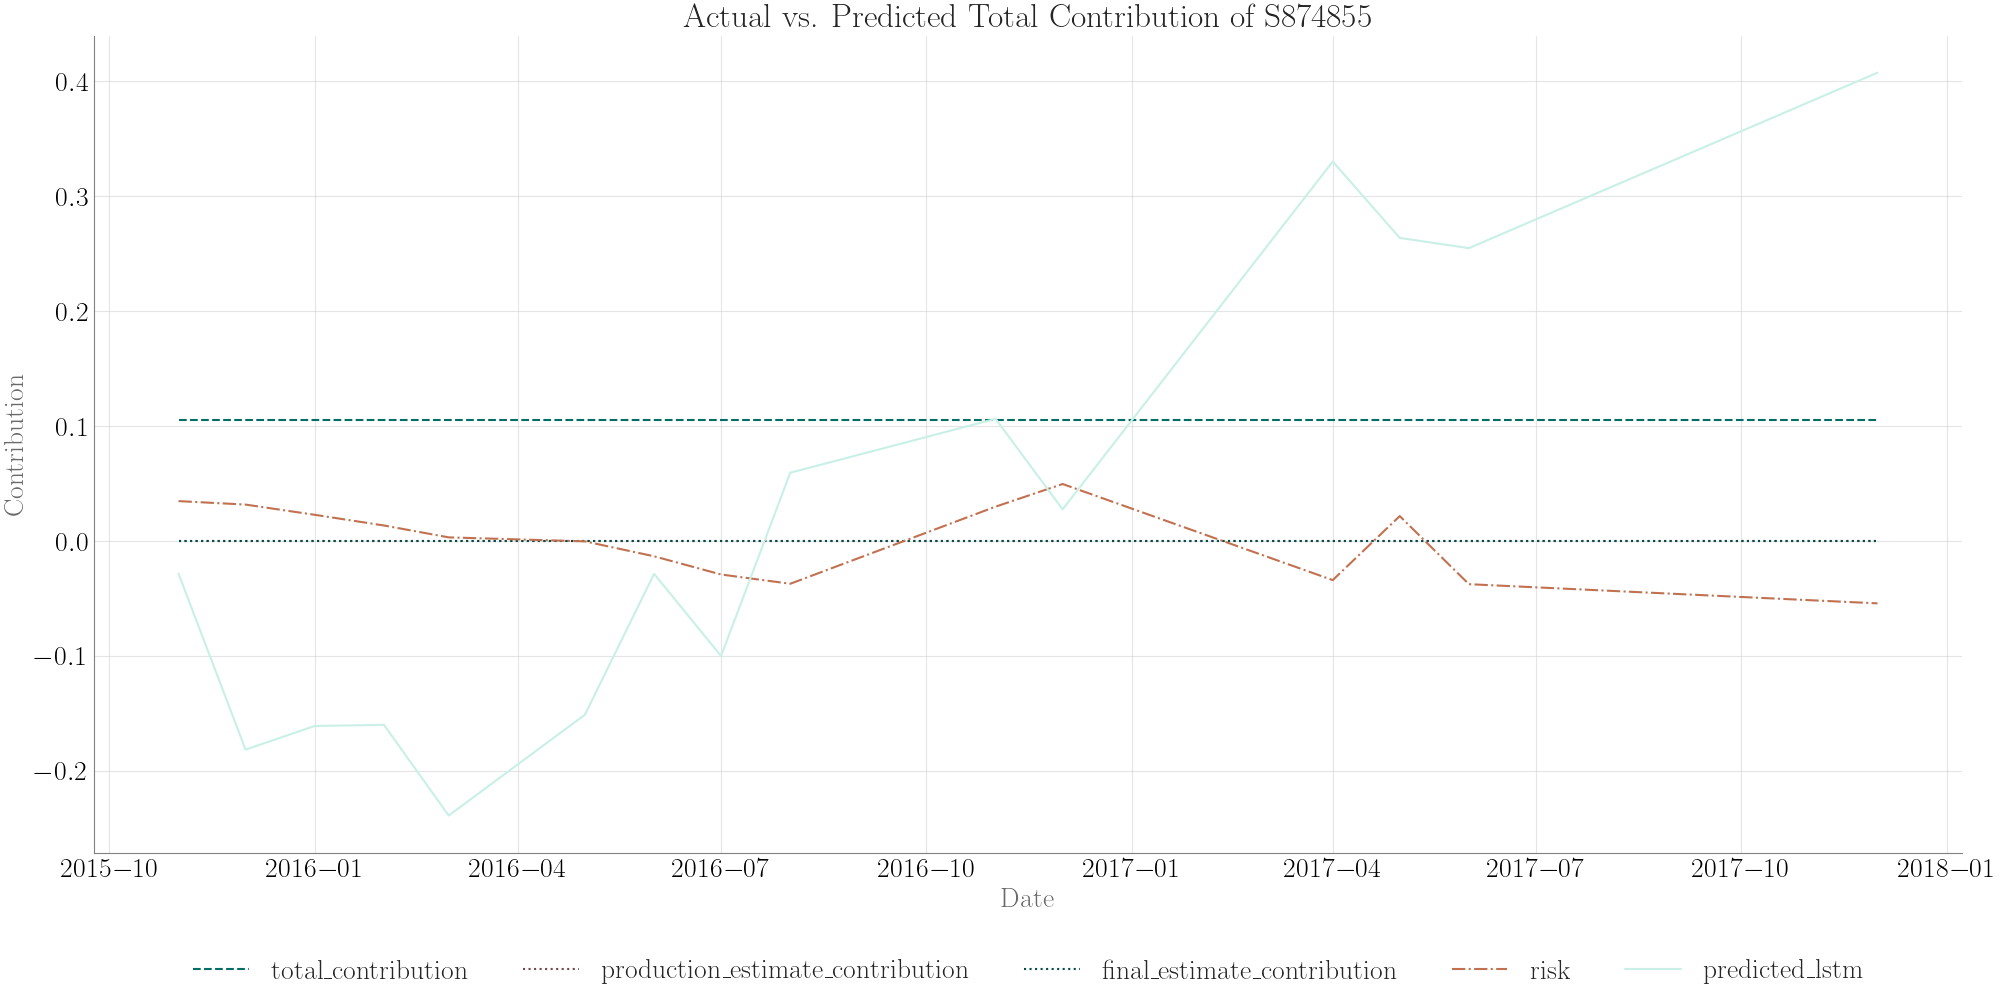 Actual vs. Predicted Total Contribution of S874855
0.4
0.3
0.2
0.1
0.0
−0.1
−0.2
Contribution
2015−10 2016−01 2016−04 2016−07 2016−10 2017−01 2017−04 2017−07 2017−10 2018−01
Date
total_contribution production_estimate_contribution final_estimate_contribution risk predicted_lstm